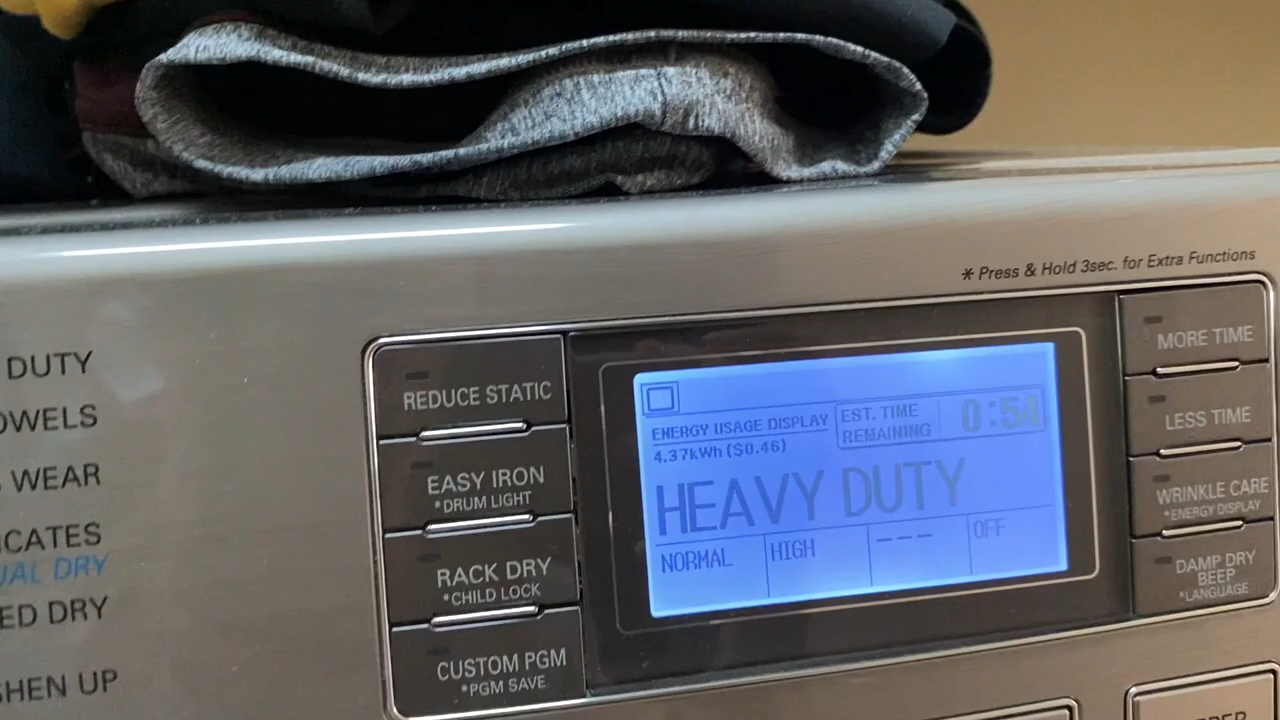 * Press & Hold 3sec. for Extra Functions
DUTY
WEAR
UAL DRY
ED DRY
SHEN UP
REDUCE STATIC
EASY IRON
*DRUM LIGHT
RACK DRY
*CHILD LOCK
CUSTOM PGM
*PGM SAVE
ENERGY USAGE DISPLAY
4.37kWh ($0.46)
EST. TIME
REMAINING
0:54
HEAVY DUTY
NORMAL
HIGH
---
OFF
MORE TIME
LESS TIME
WRINKLE CARE
*ENERGY DISPLAY
DAMP DRY
BEEP
*LANGUAGE